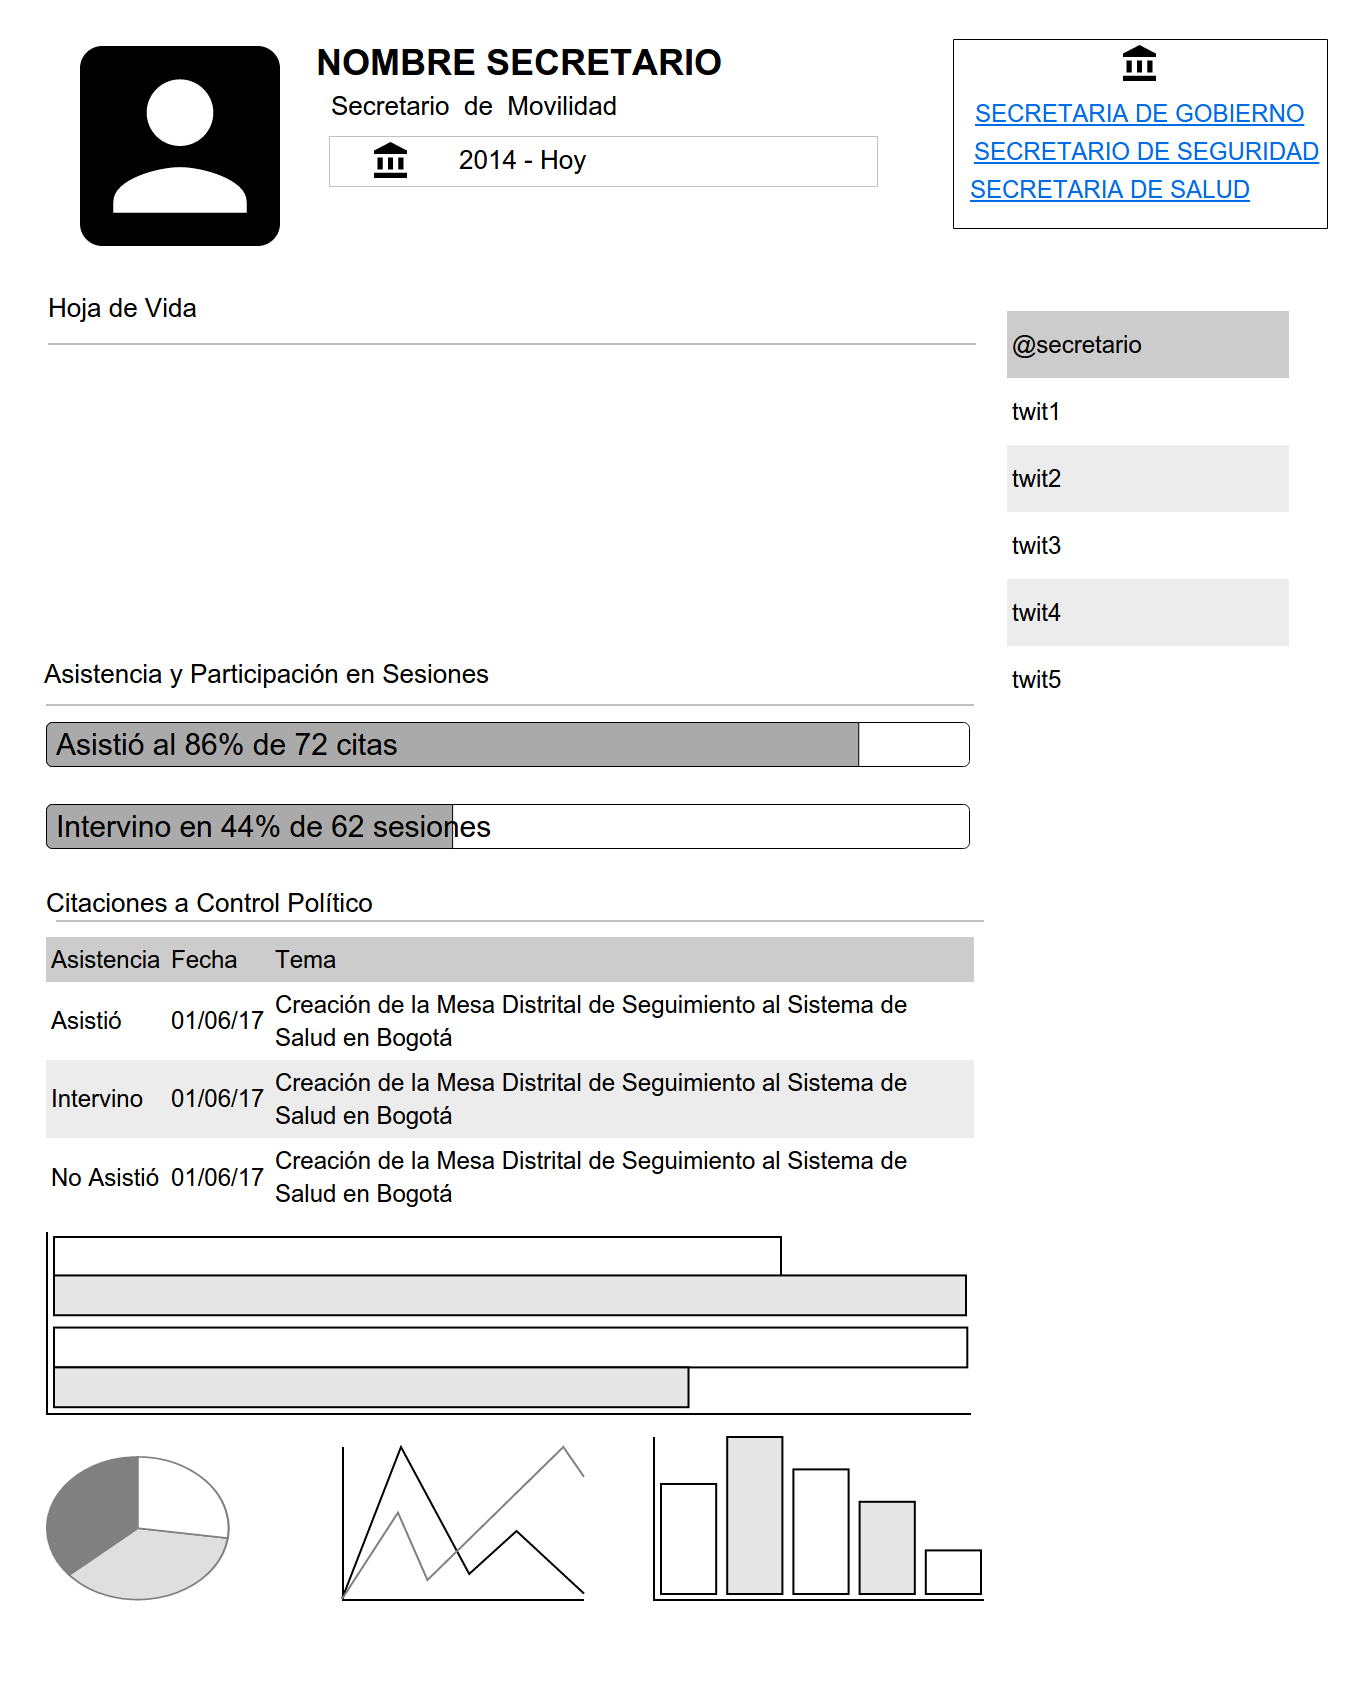 NOMBRE SECRETARIO
Secretario de Movilidad
2014 - Hoy
SECRETARIA DE GOBIERNO
SECRETARIO DE SEGURIDAD
SECRETARIA DE SALUD
Hoja de Vida
@secretario
twit1
twit2
twit3
twit4
twit5
Asistencia y Participación en Sesiones
Asistió al 86% de 72 citas
Intervino en 44% de 62 sesiones
Citaciones a Control Político
Asistencia Fecha Tema
Asistió 01/06/17 Creación de la Mesa Distrital de Seguimiento al Sistema de
Salud en Bogotá
Intervino 01/06/17 Creación de la Mesa Distrital de Seguimiento al Sistema de
Salud en Bogotá
No Asistió 01/06/17 Creación de la Mesa Distrital de Seguimiento al Sistema de
Salud en Bogotá